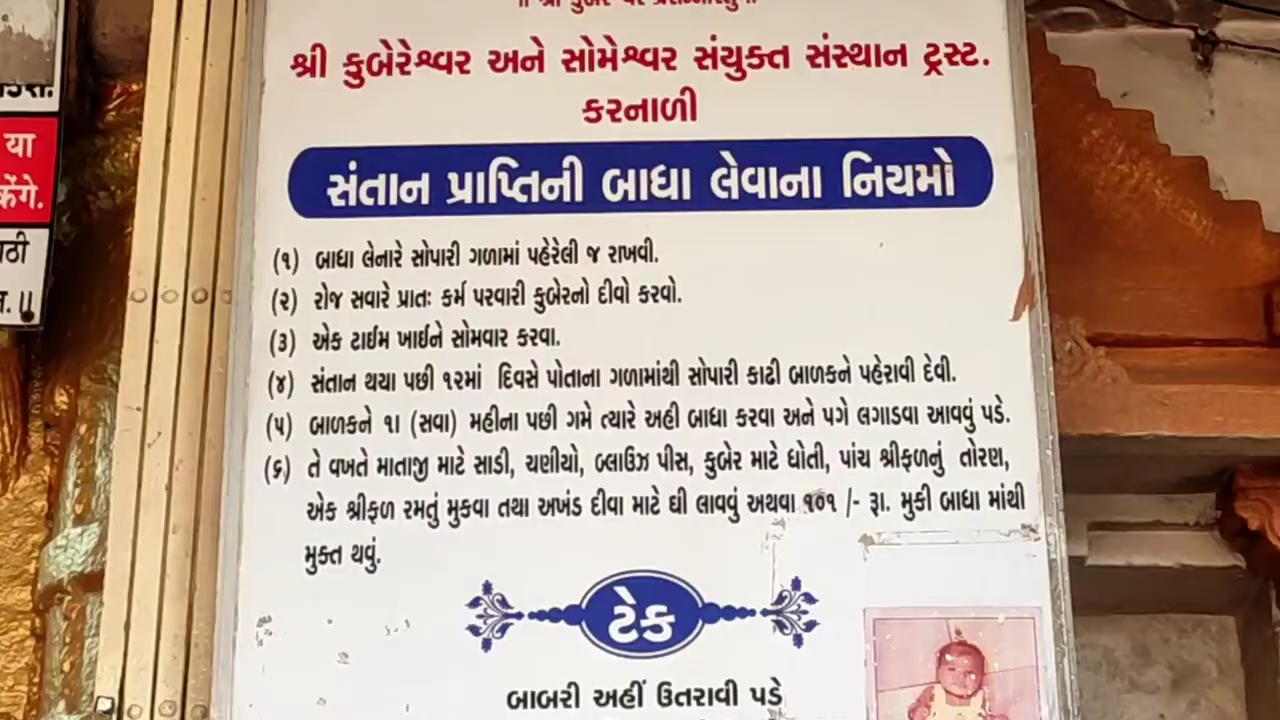 શ્રી કુબેરેશ્વર અને સોમેશ્વર સંયુક્ત સંસ્થાન ટ્રસ્ટ.
કરનાળી
સંતાન પ્રાપ્તિની બાધા લેવાના નિયમો
(૧) બાધા લેનારે સોપારી ગળામાં પહેરેલી જ રાખવી.
(૨) રોજ સવારે પ્રાતઃ કર્મ પરવારી કુબેરનો દીવો કરવો.
(૩) એક ટાઈમ ખાઈને સોમવાર કરવા.
(૪) સંતાન થયા પછી ૧૨માં દિવસે પોતાના ગળામાંથી સોપારી કાઢી બાળકને પહેરાવી દેવી.
(૫) બાળકને ૧ા (સવા) મહીના પછી ગમે ત્યારે અહી બાધા કરવા અને પગે લગાડવા આવવું પડે.
(૬) તે વખતે માતાજી માટે સાડી, ચણીયો, બ્લાઉઝ પીસ, કુબેર માટે ધોતી, પાંચ શ્રીફળનું તોરણ,
એક શ્રીફળ રમતું મુકવા તથા અખંડ દીવા માટે ઘી લાવવું અથવા ૧૦૧ /- રૂા. મુકી બાધા માંથી
મુક્ત થવું.
ટેક
બાબરી અહીં ઉતરાવી પડે
या
केंगे.